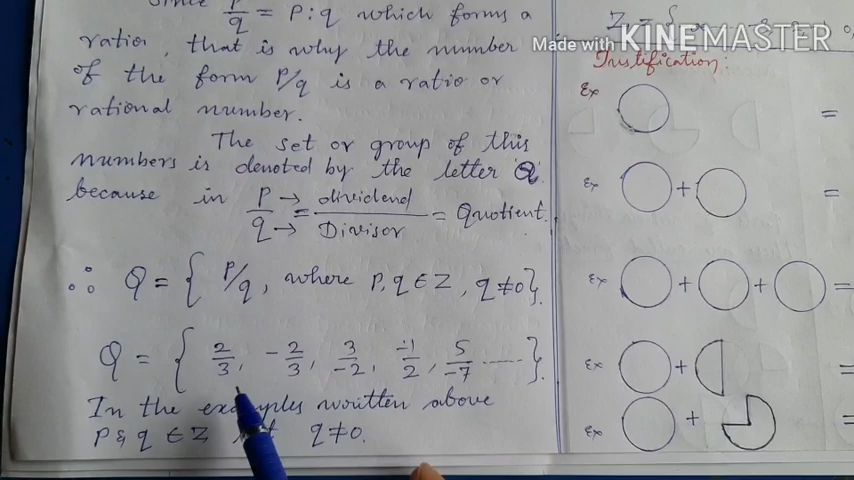 Since P/q = P:q which forms a
ratio, that is why the number
of the form P/q is a ratio or
rational number.
The set or group of this
numbers is denoted by the letter 'Q'
because in P/q → → = dividend/Divisor = Quotient.
∴ Q = { P/q, where P, q ∈ Z, q ≠ 0}.
Q = { 2/3, -2/3, 3/-2, -1/2, 5/-7 ...... }.
In the examples written above
P & q ∈ Z q ≠ 0.
Made with KINEMASTER
Justification:
Ex =
Ex + =
Ex + + =
Ex + =
Ex +